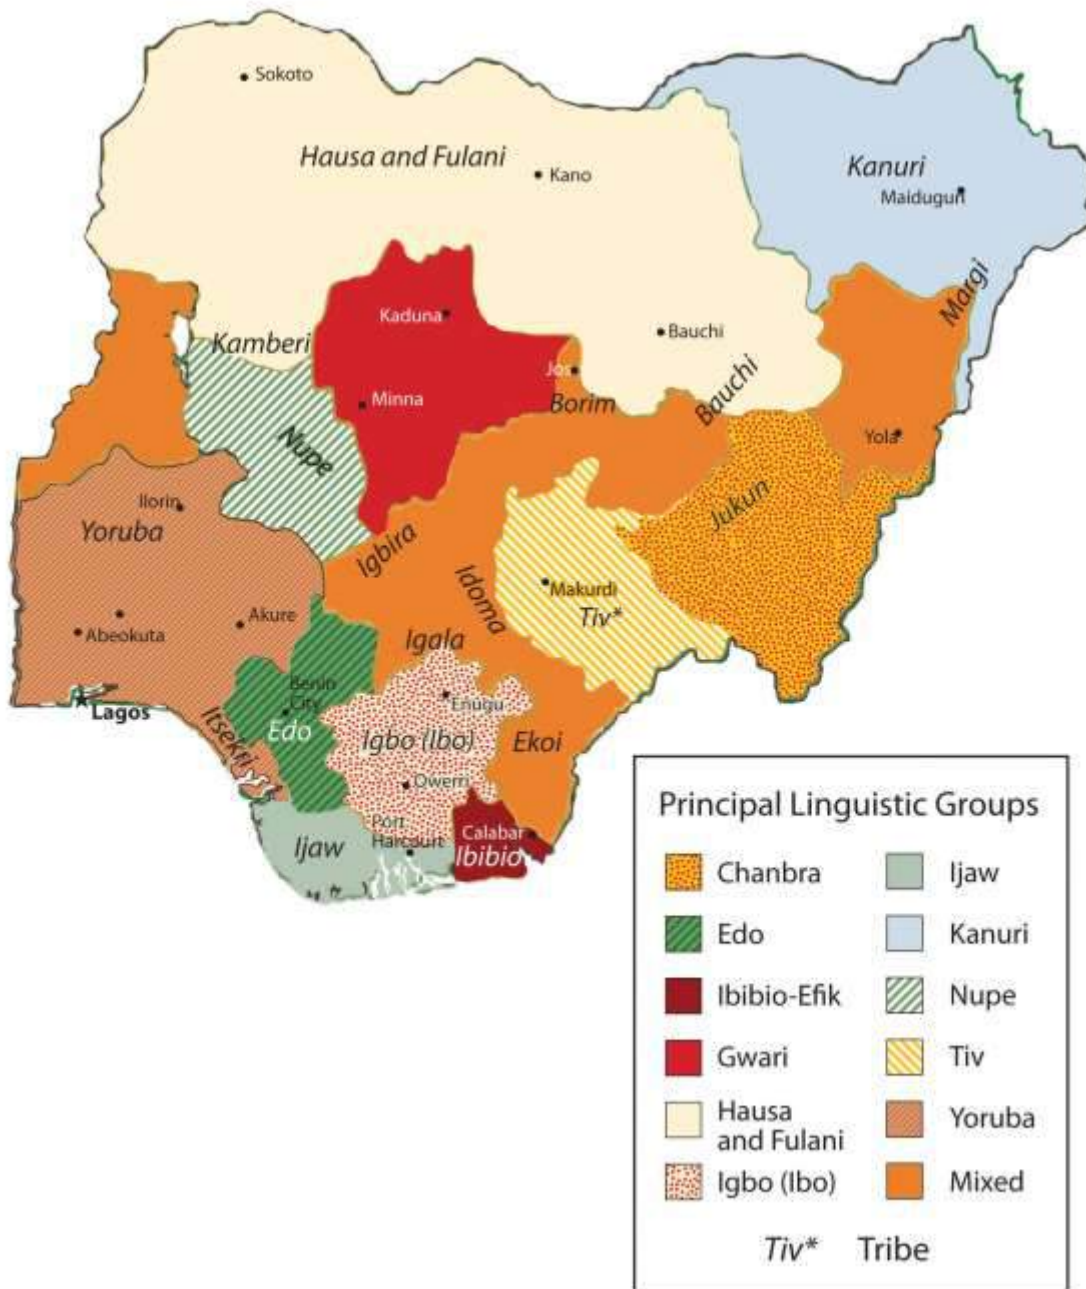 Sokoto
Hausa and Fulani
Kano
Kanuri
Maiduguri
Margi
Kaduna
Kamberi
Bauchi
Jos
Minna
Borim
Bauchi
Nupe
Yola
Ilorin
Yoruba
Jukun
Igbira
Idoma
Makurdi
Tiv*
Akure
Abeokuta
Igala
Benin
City
Enugu
Lagos
Itsekri
Edo
Igbo (Ibo)
Ekoi
Owerri
Port
Harcourt
Calabar
Ijaw
Ibibio
Principal Linguistic Groups
Chanbra
Edo
Ibibio-Efik
Gwari
Hausa
and Fulani
Igbo (Ibo)
Ijaw
Kanuri
Nupe
Tiv
Yoruba
Mixed
Tiv* Tribe